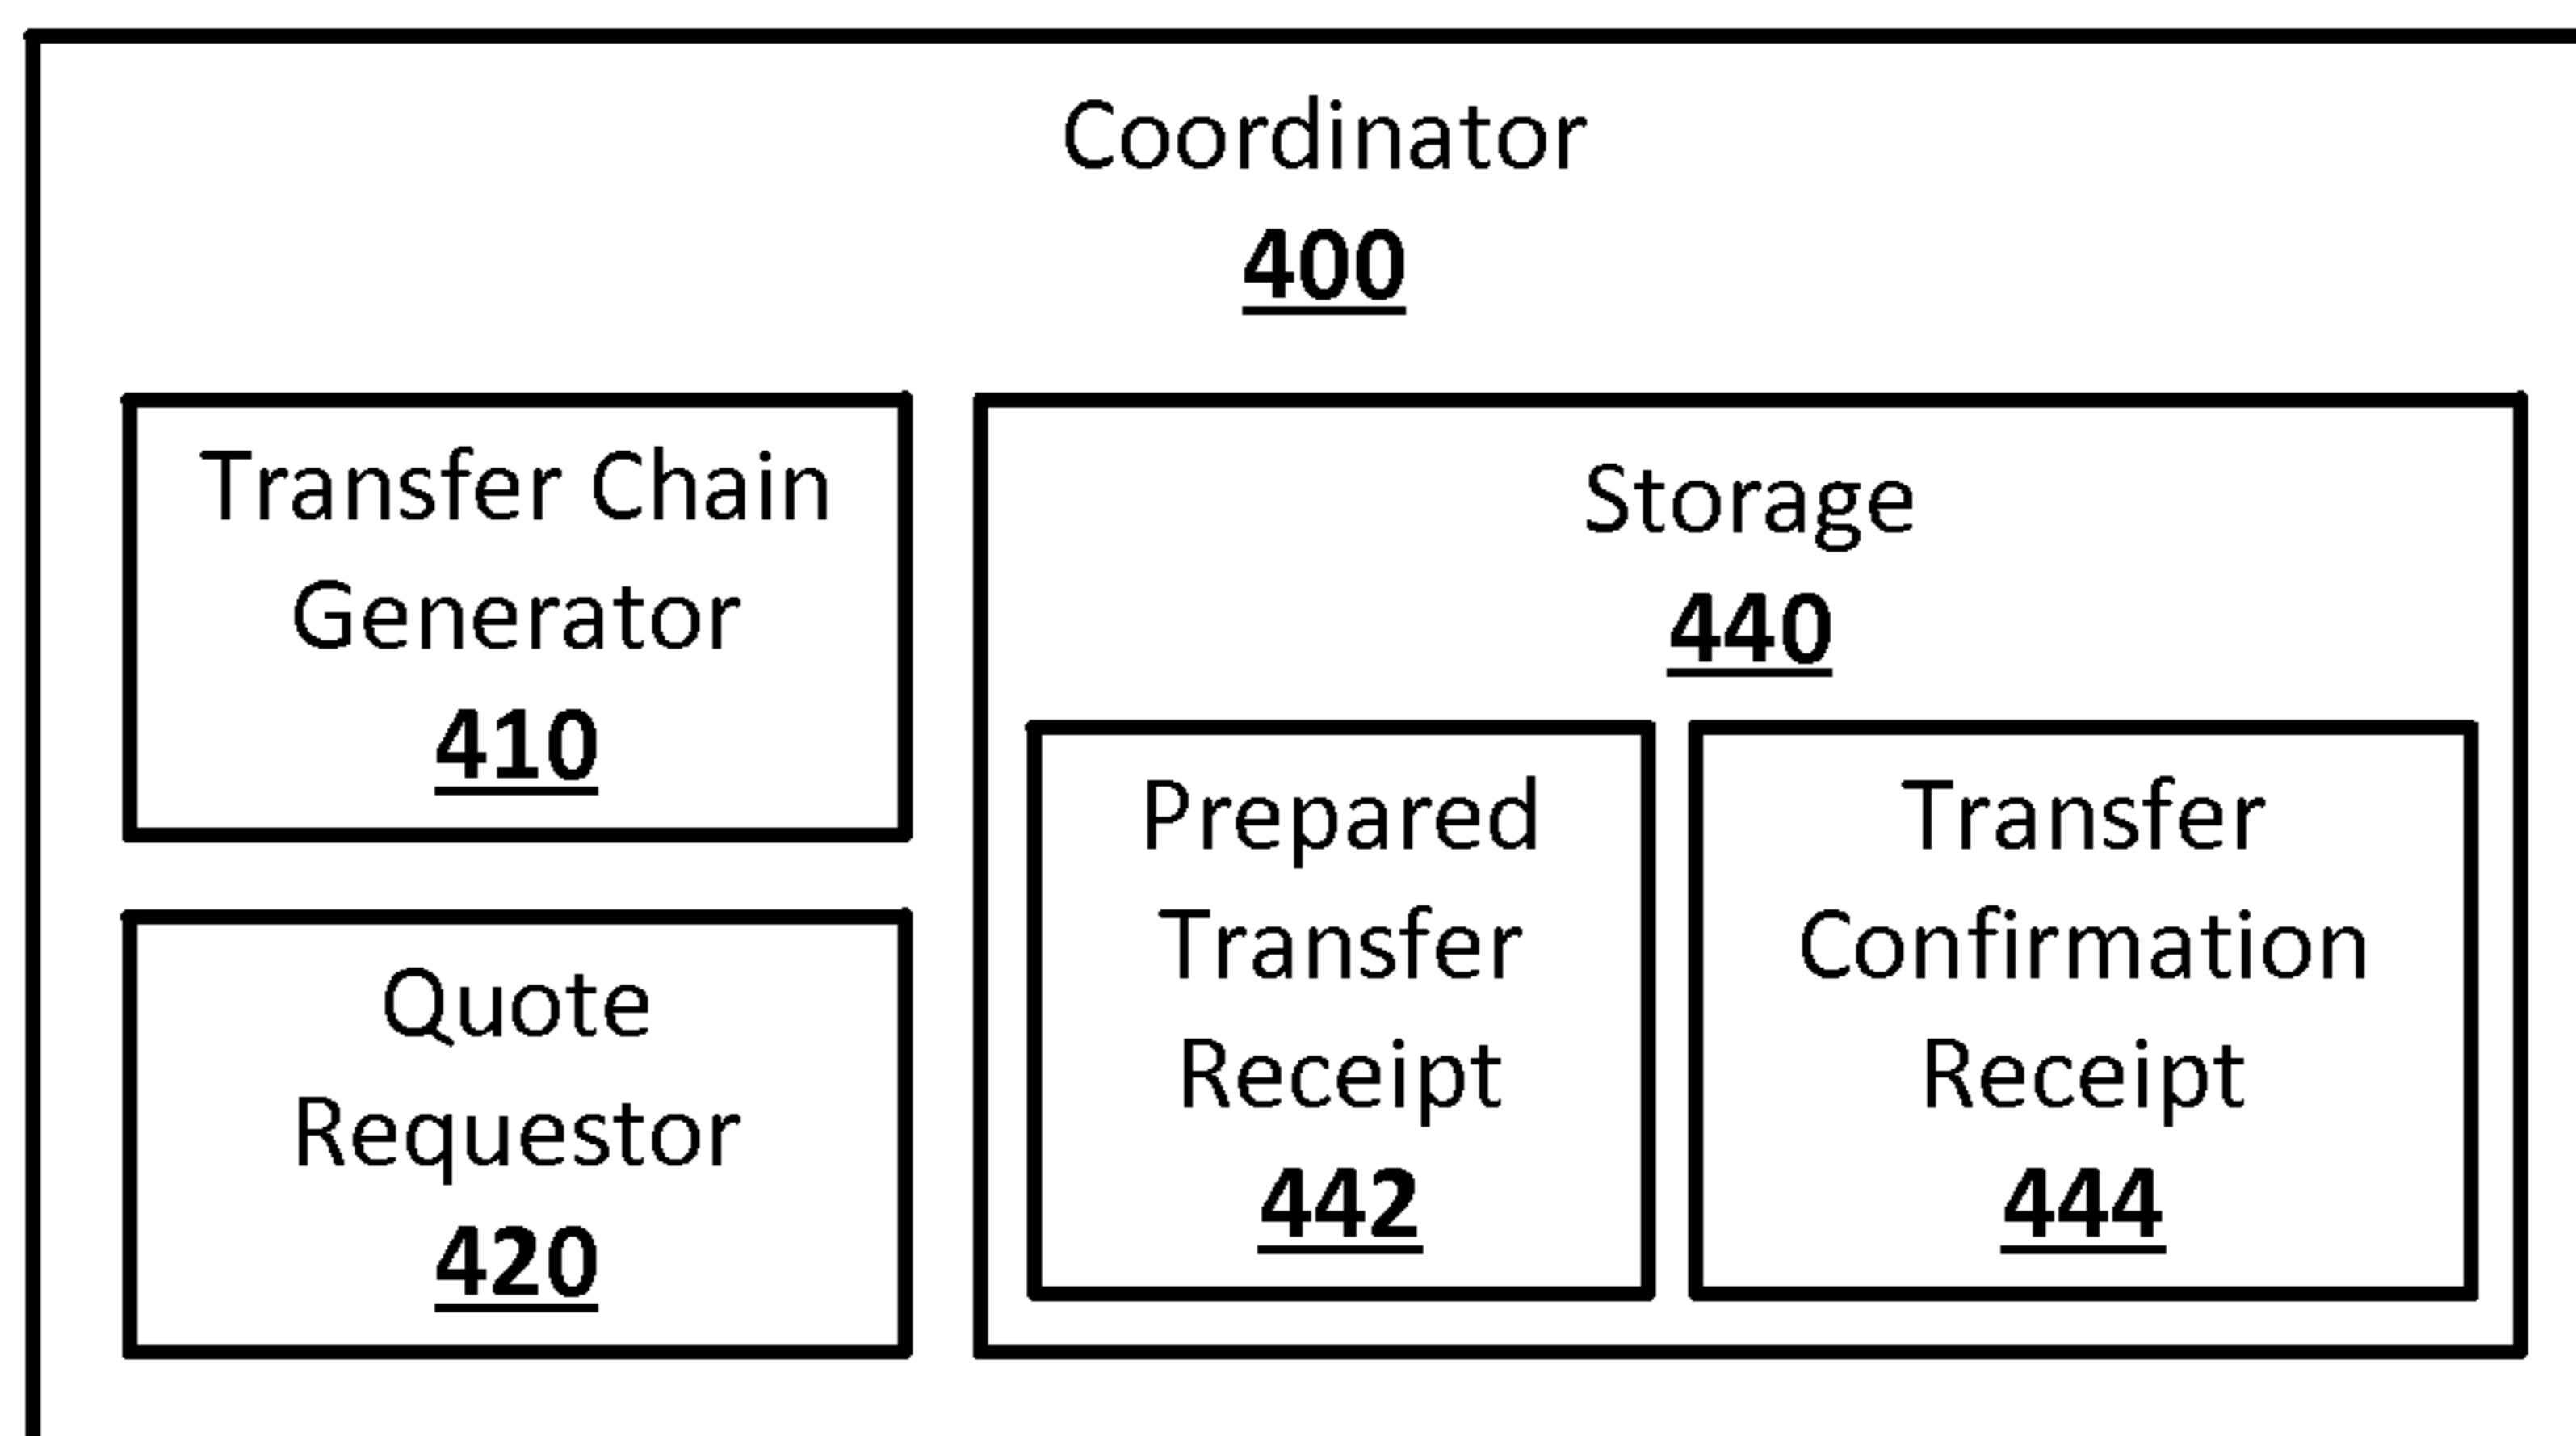 Coordinator
400
Transfer Chain
Generator
410
Quote
Requestor
420
Storage
440
Prepared
Transfer
Receipt
442
Transfer
Confirmation
Receipt
444